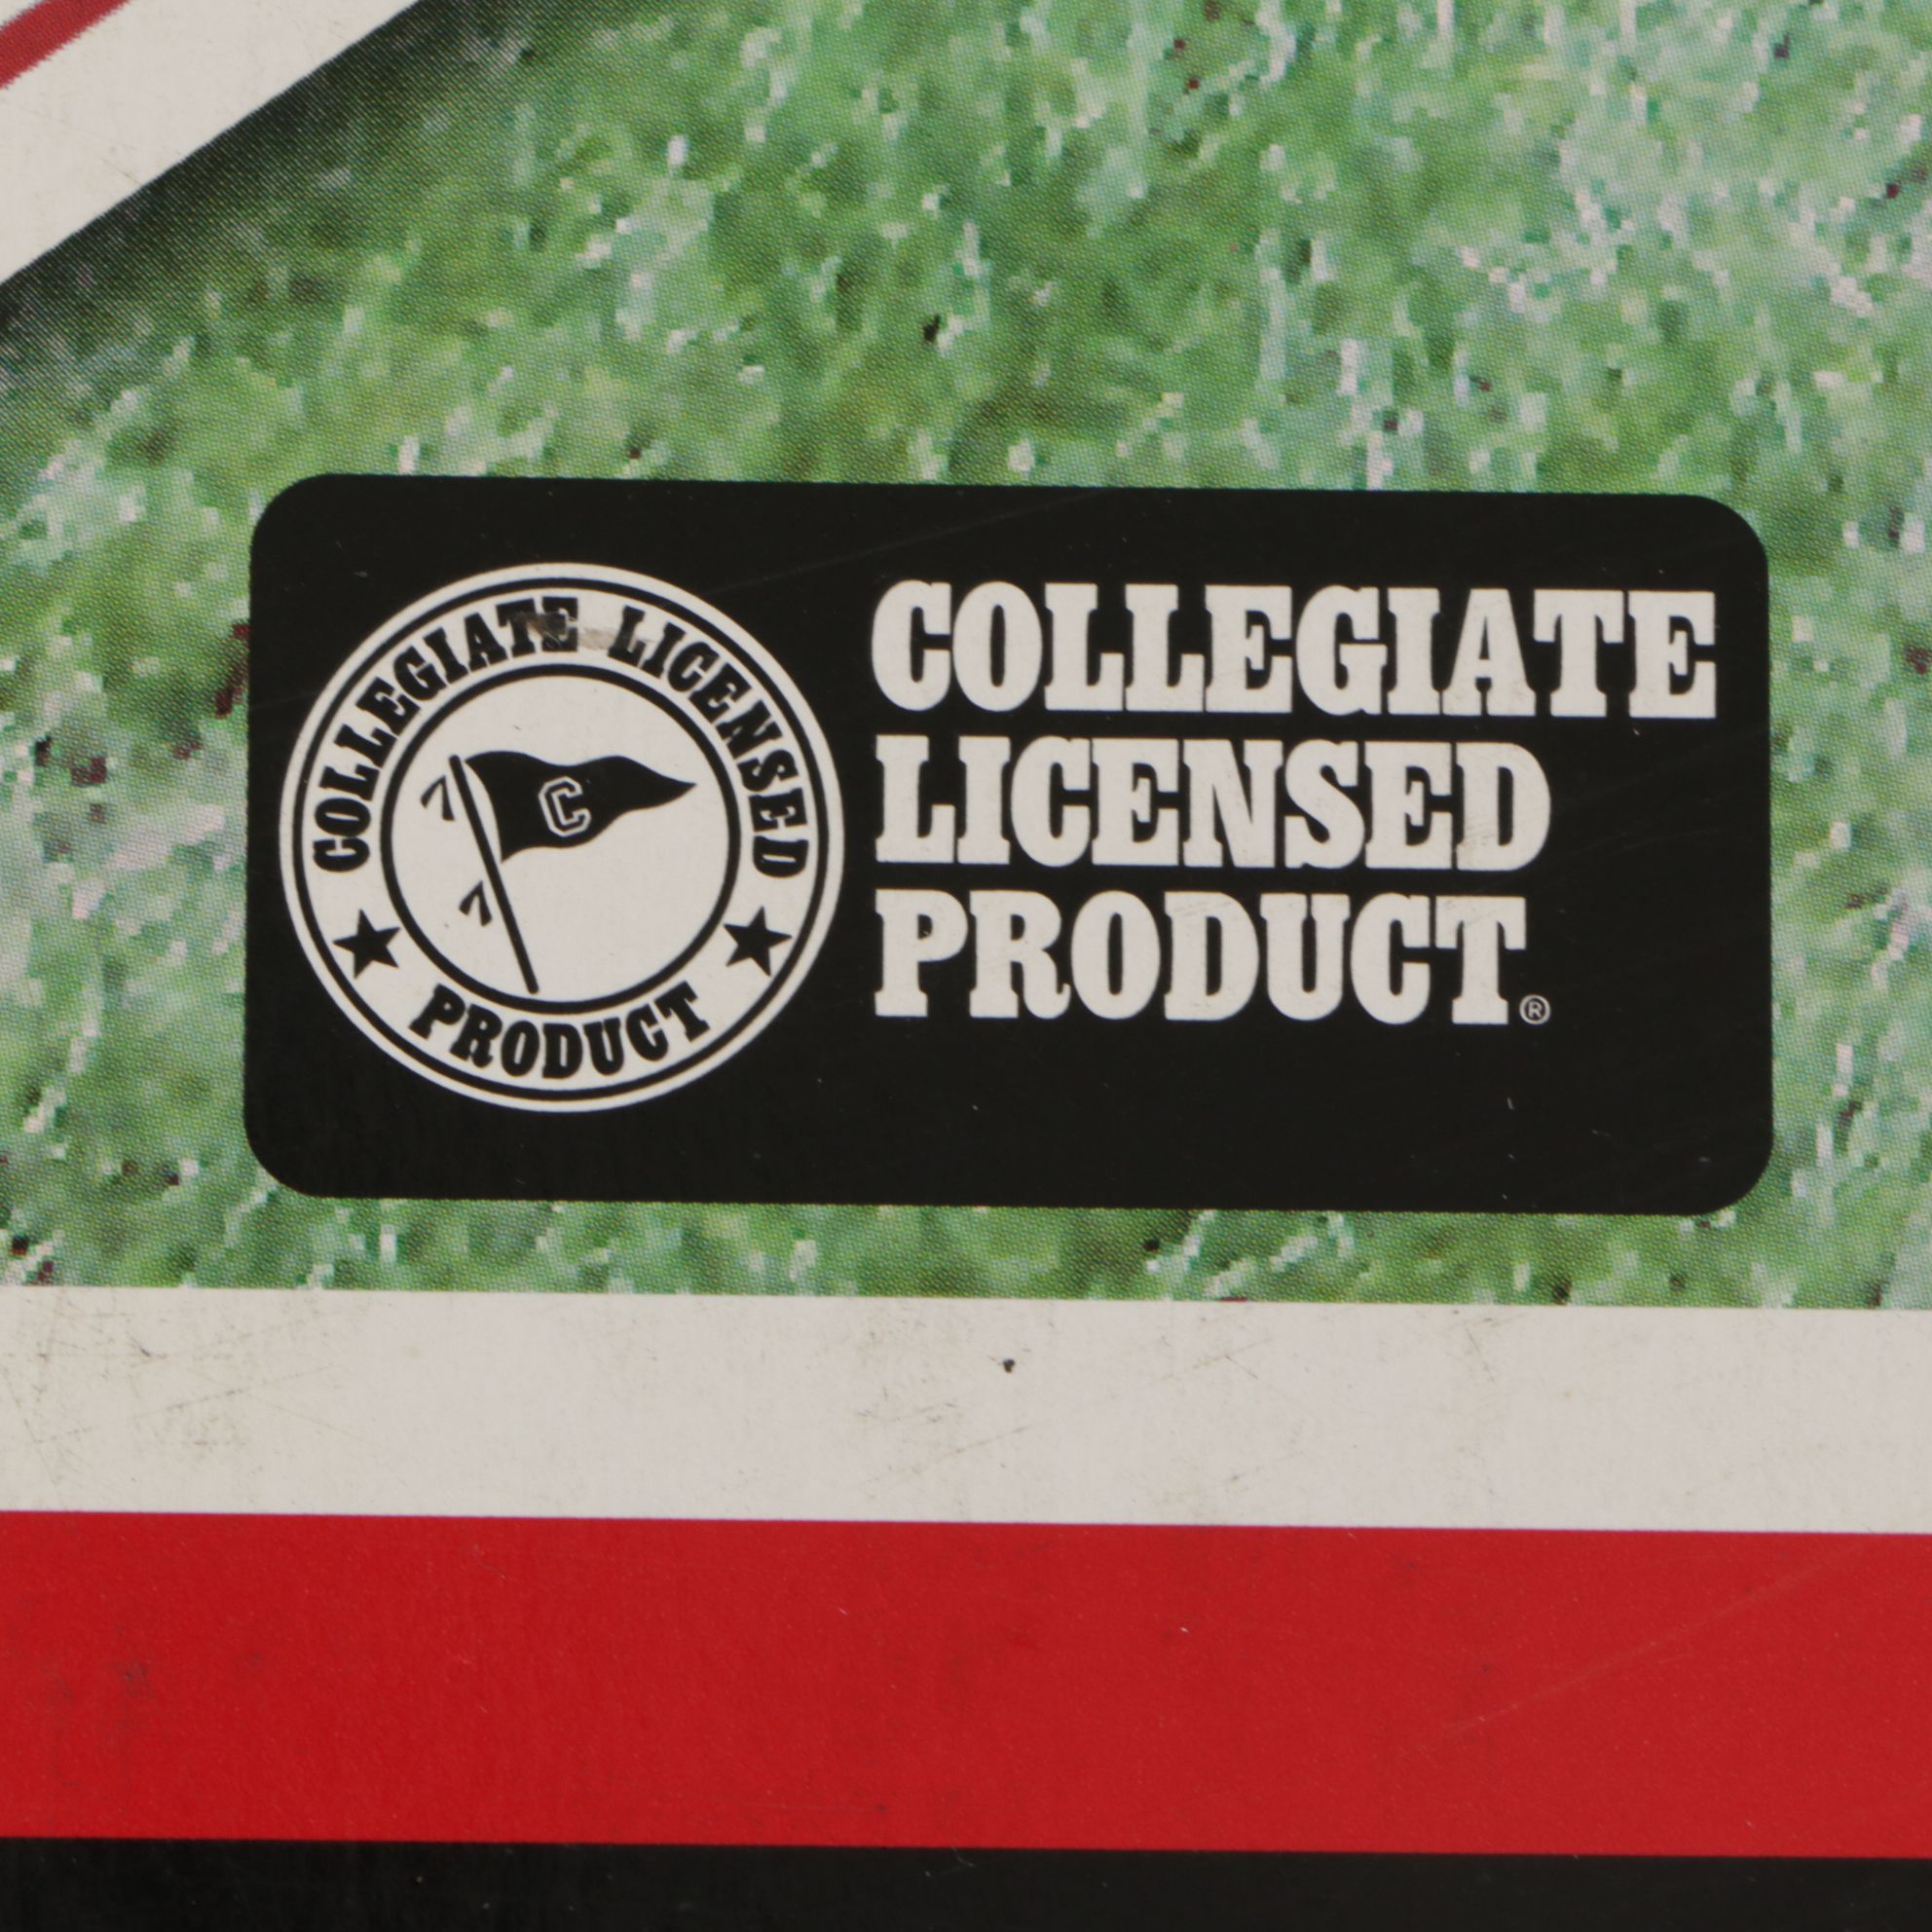 COLLEGIATE LICENSED
C
PRODUCT
COLLEGIATE
LICENSED
PRODUCT®